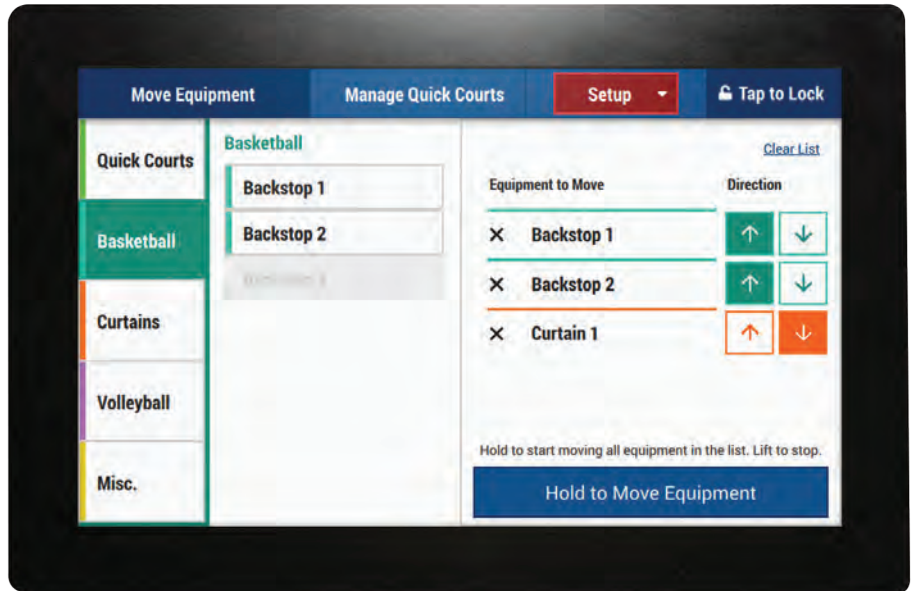 Move Equipment
Manage Quick Courts
Setup
Tap to Lock
Quick Courts
Basketball
Curtains
Volleyball
Misc.
Basketball
Backstop 1
Backstop 2
Clear List
Equipment to Move
Direction
Backstop 1
Backstop 2
Curtain 1
Hold to start moving all equipment in the list. Lift to stop.
Hold to Move Equipment